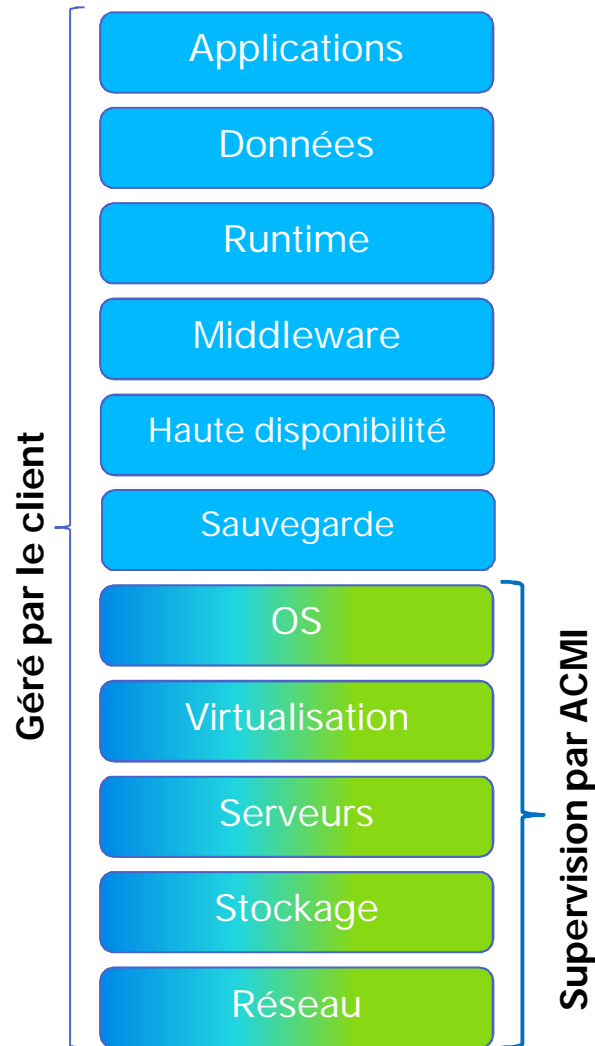 Applications
Données
Runtime
Middleware
Haute disponibilité
Sauvegarde
OS
Virtualisation
Serveurs
Stockage
Réseau
Géré par le client
Supervision par ACMI